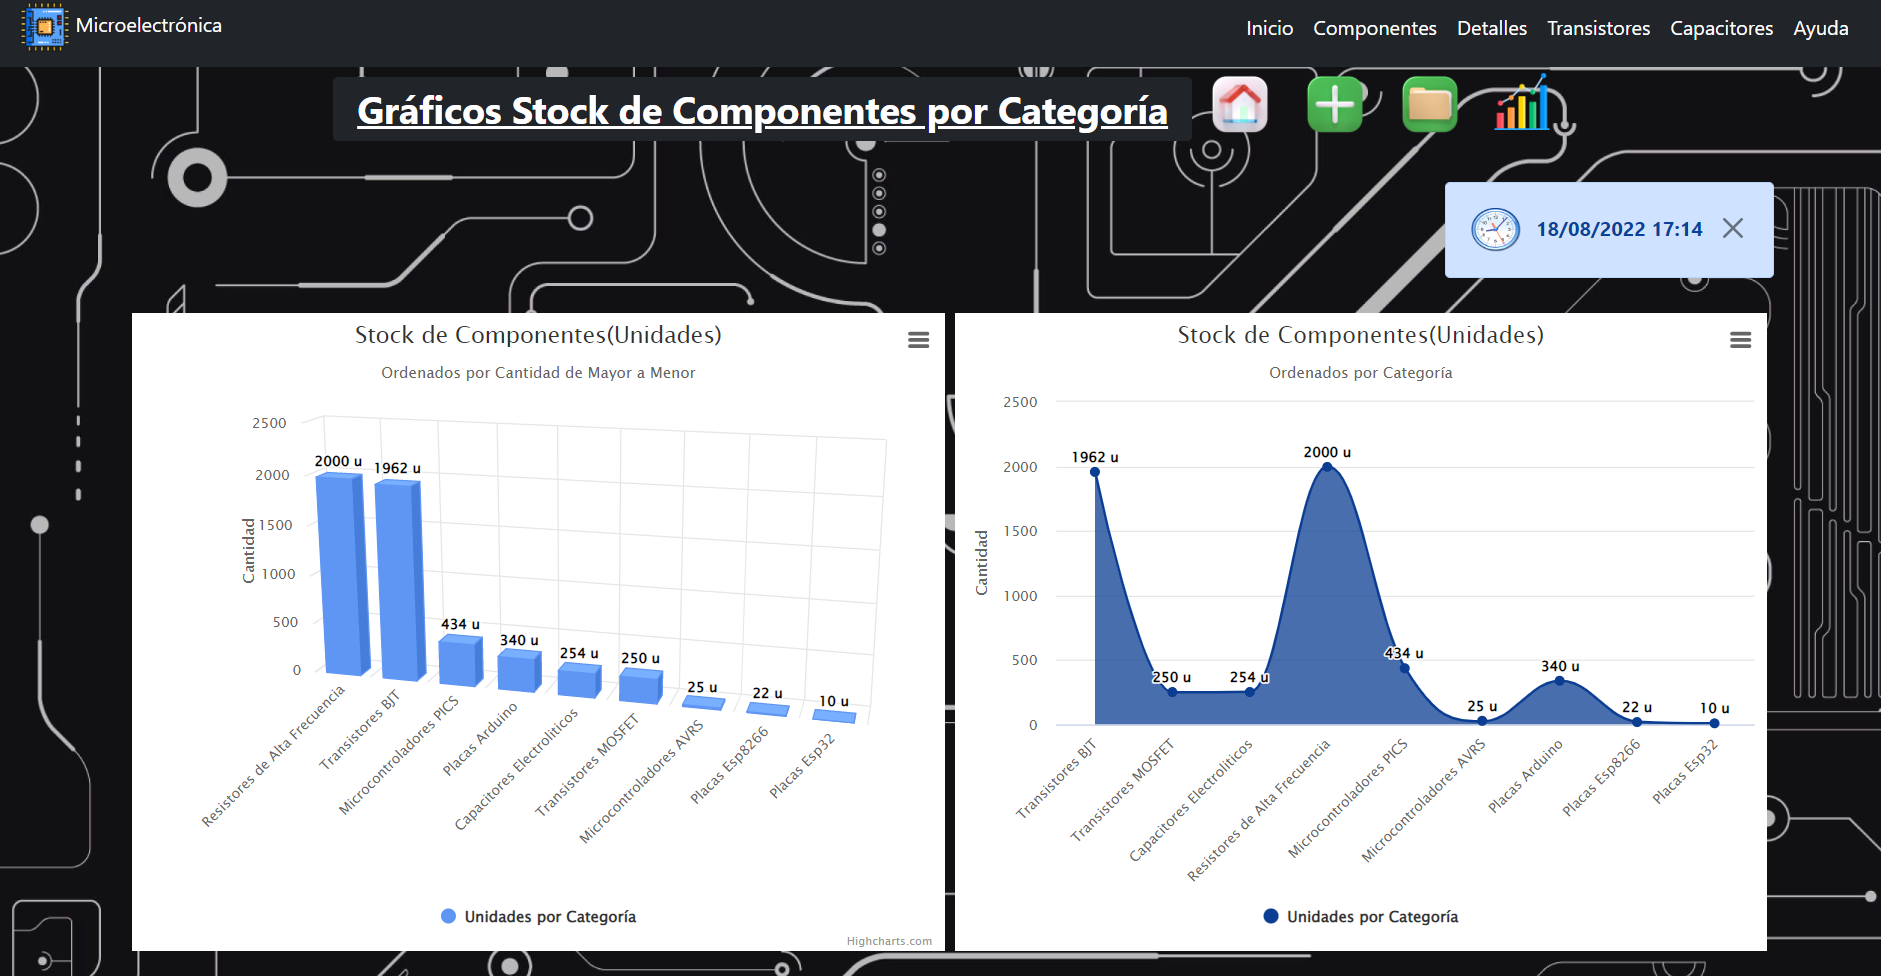 Microelectrónica
Inicio Componentes Detalles Transistores Capacitores Ayuda
Gráficos Stock de Componentes por Categoría
18/08/2022 17:14
Stock de Componentes(Unidades)
Ordenados por Cantidad de Mayor a Menor
Cantidad
2500
2000
1500
1000
500
0
2000 u
1962 u
434 u
340 u
254 u
250 u
25 u
22 u
10 u
Resistores de Alta Frecuencia
Transistores BJT
Microcontroladores PICS
Placas Arduino
Capacitores Electrolíticos
Transistores MOSFET
Microcontroladores AVRS
Placas Esp8266
Placas Esp32
Unidades por Categoría
Highcharts.com
Stock de Componentes(Unidades)
Ordenados por Categoría
Cantidad
2500
2000
1500
1000
500
0
1962 u
250 u
254 u
2000 u
434 u
25 u
340 u
22 u
10 u
Transistores BJT
Transistores MOSFET
Capacitores Electrolíticos
Resistores de Alta Frecuencia
Microcontroladores PICS
Microcontroladores AVRS
Placas Arduino
Placas Esp8266
Placas Esp32
Unidades por Categoría